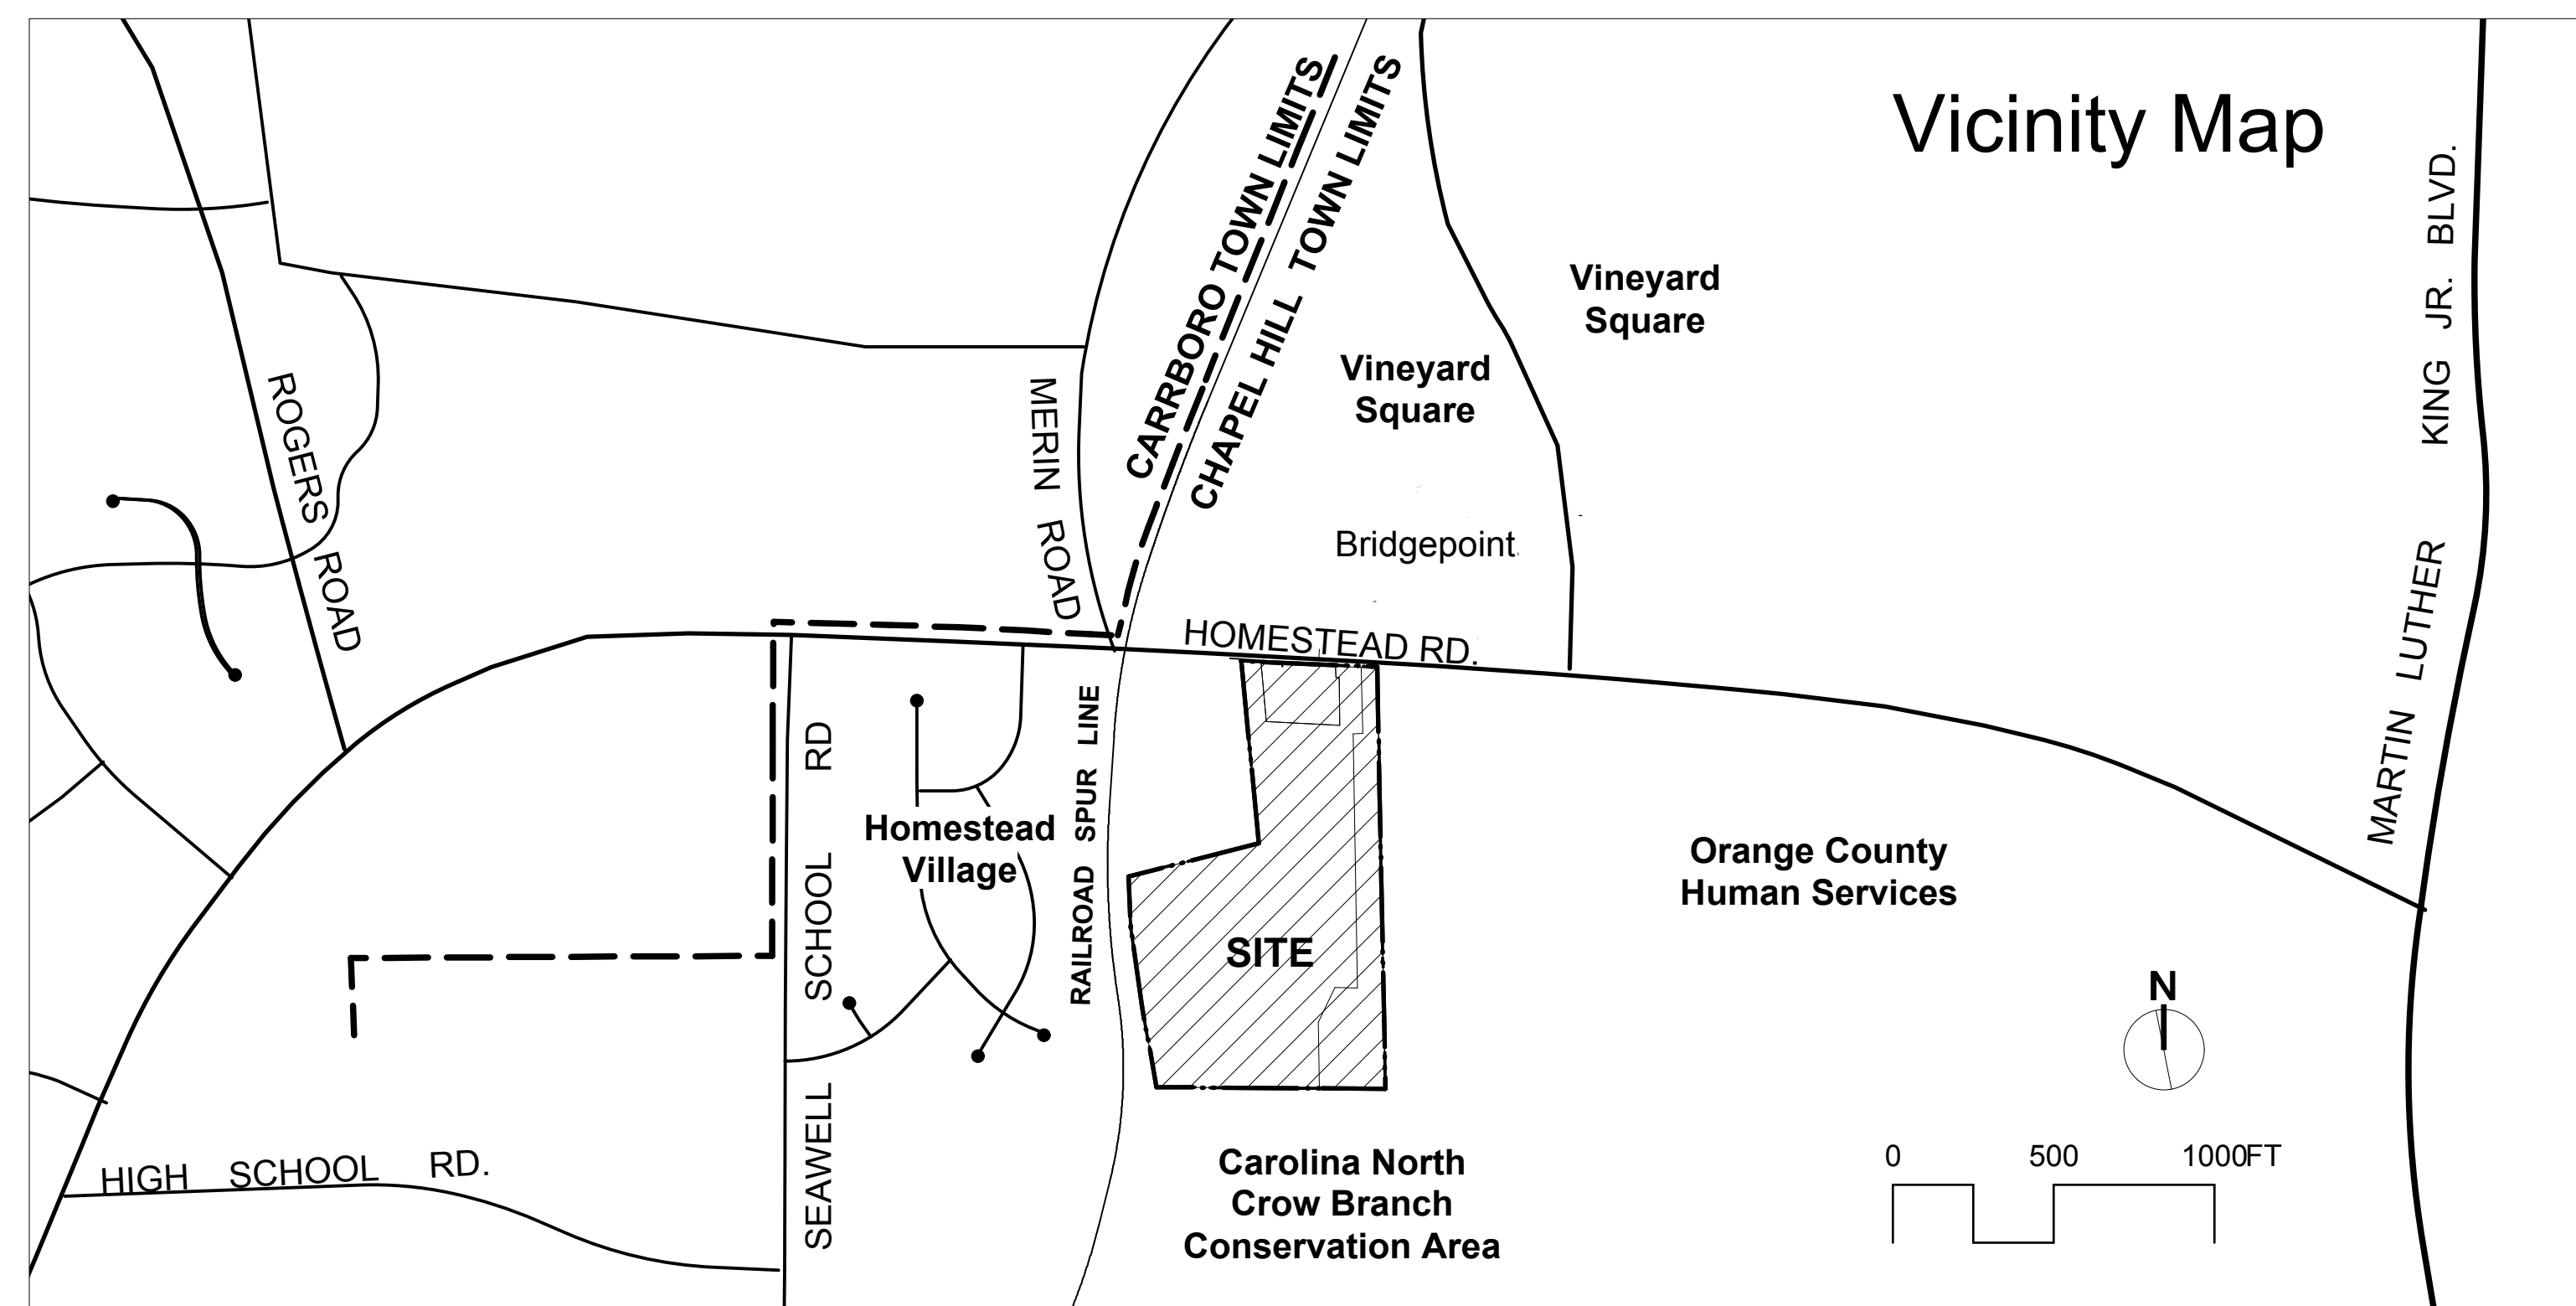 Vicinity Map
CARRBORO TOWN LIMITS
CHAPEL HILL TOWN LIMITS
Vineyard
Square
Vineyard
Square
Bridgepoint
ROGERS ROAD
MERIN ROAD
MARTIN LUTHER KING JR. BLVD.
HOMESTEAD RD.
SEAWELL SCHOOL RD
Homestead
Village
RAILROAD SPUR LINE
SITE
Orange County
Human Services
N
HIGH SCHOOL RD.
Carolina North
Crow Branch
Conservation Area
0 500 1000FT